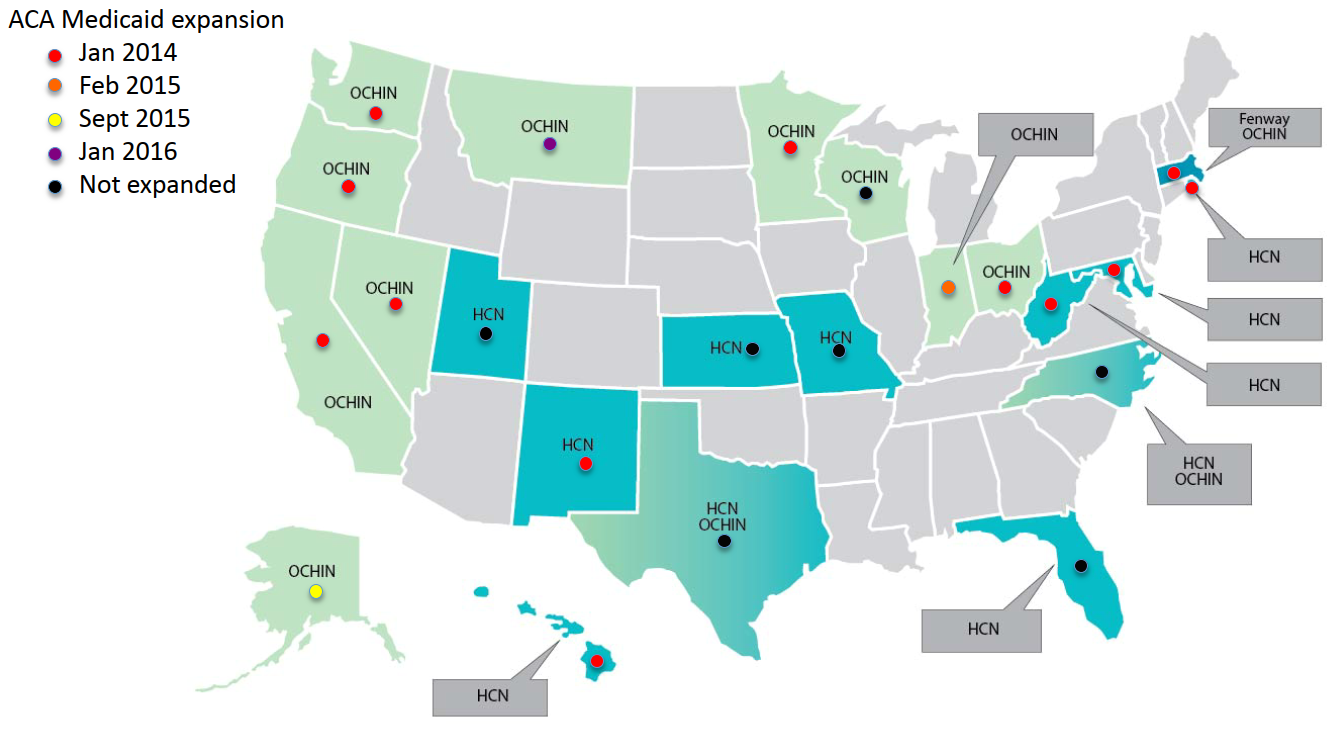 ACA Medicaid expansion
Jan 2014
Feb 2015
Sept 2015
Jan 2016
Not expanded
OCHIN
OCHIN
OCHIN
OCHIN
OCHIN
OCHIN
Fenway
OCHIN
OCHIN
HCN
OCHIN
OCHIN
HCN
HCN
HCN
HCN
HCN
HCN
OCHIN
HCN
HCN
OCHIN
HCN
OCHIN
OCHIN
HCN
HCN